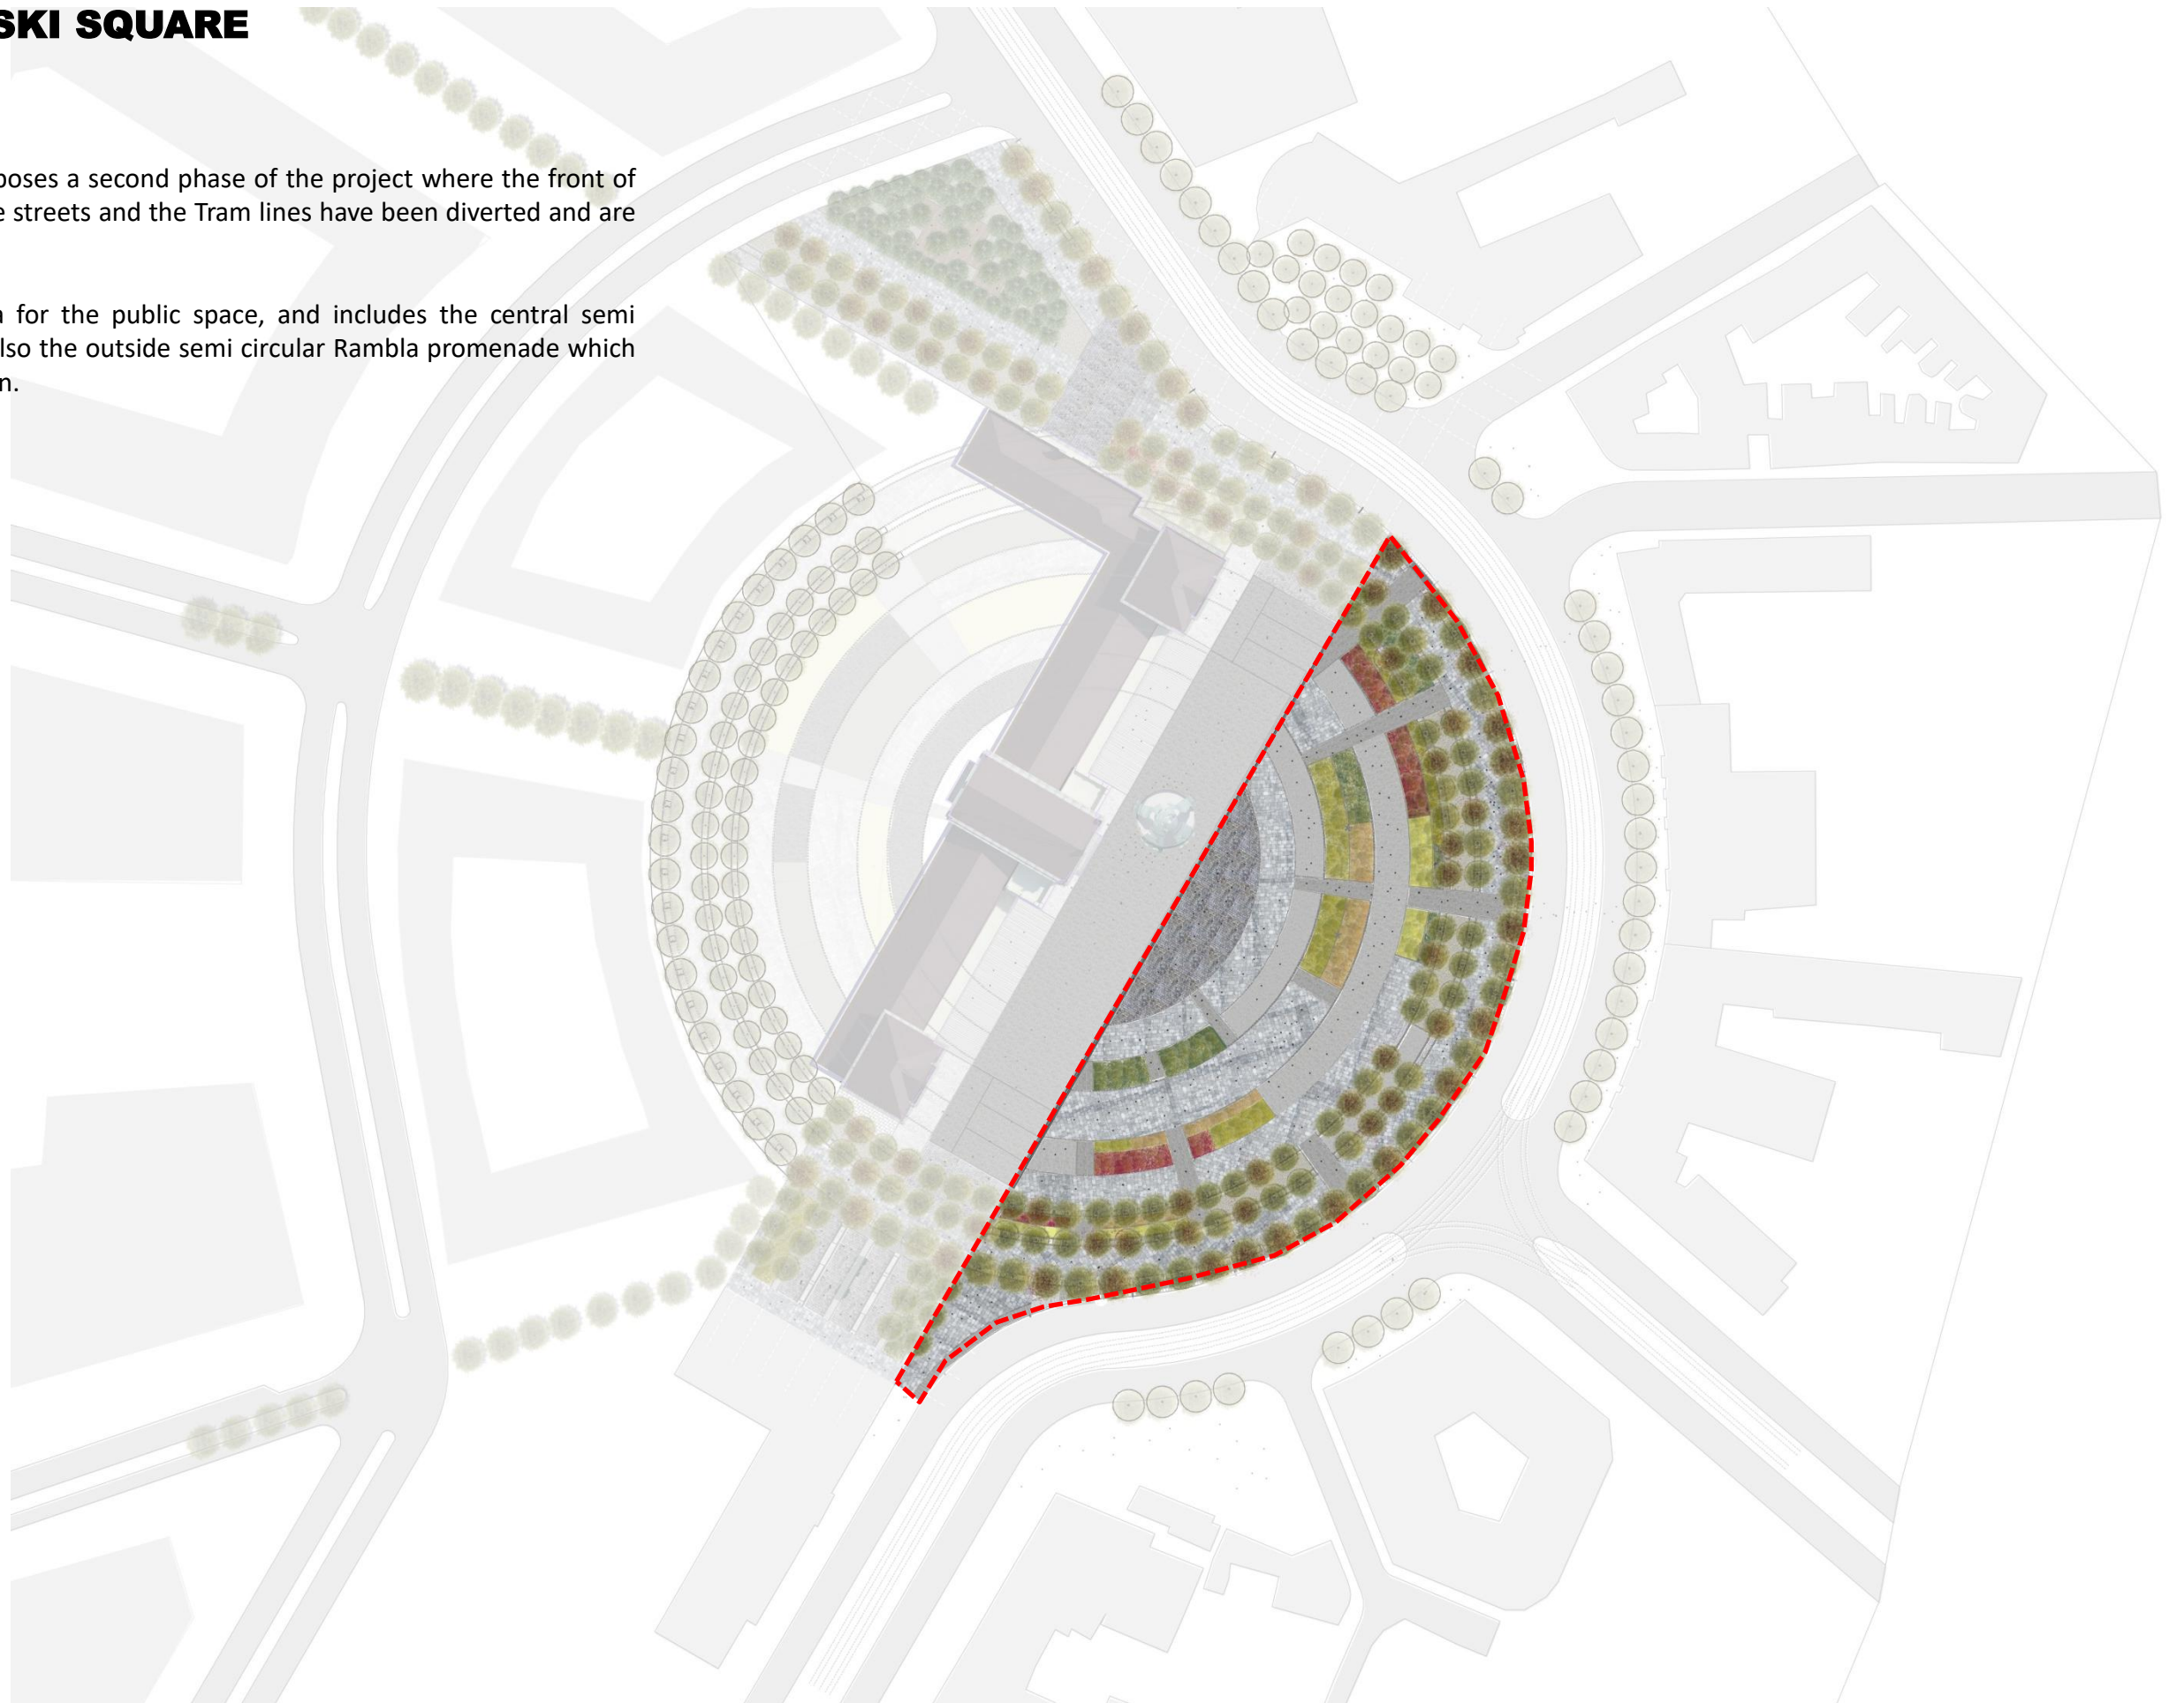 SKI SQUARE
poses a second phase of the project where the front of
e streets and the Tram lines have been diverted and are
a for the public space, and includes the central semi
lso the outside semi circular Rambla promenade which
n.